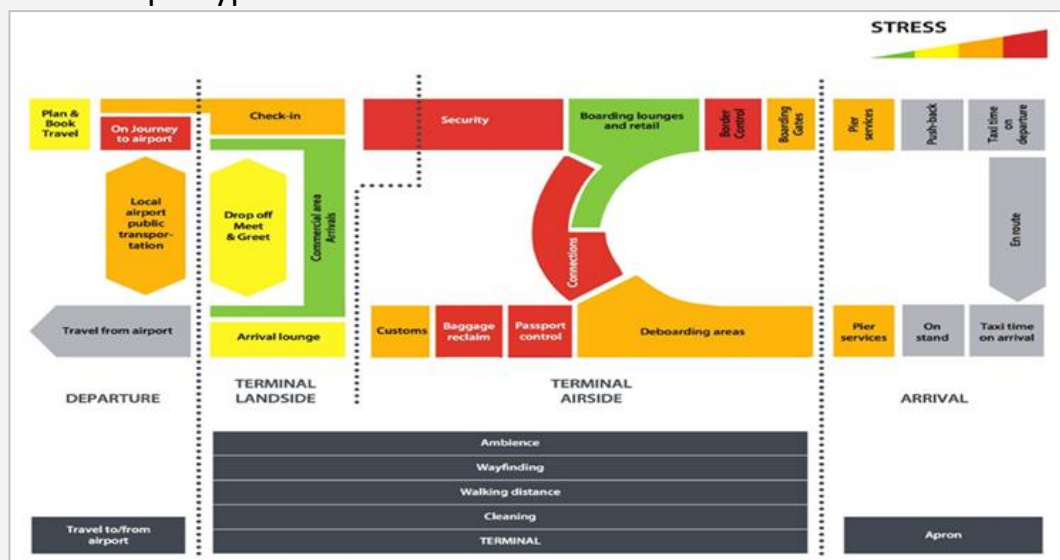 STRESS
Plan &
Book
Travel
On Journey
to airport
Check-in
Security
Boarding lounges
and retail
Border
Control
Boarding
Gates
Pier
services
Push-back
Taxi time
on
departure
Local
airport
public
transpor-
tation
Drop off
Meet
& Greet
Commercial area
Arrivals
Connections
En route
Travel from airport
Arrival lounge
Customs
Baggage
reclaim
Passport
control
Deboarding areas
Pier
services
On
stand
Taxi time
on arrival
DEPARTURE
TERMINAL
LANDSIDE
TERMINAL
AIRSIDE
ARRIVAL
Ambience
Wayfinding
Walking distance
Cleaning
TERMINAL
Travel to/from
airport
Apron